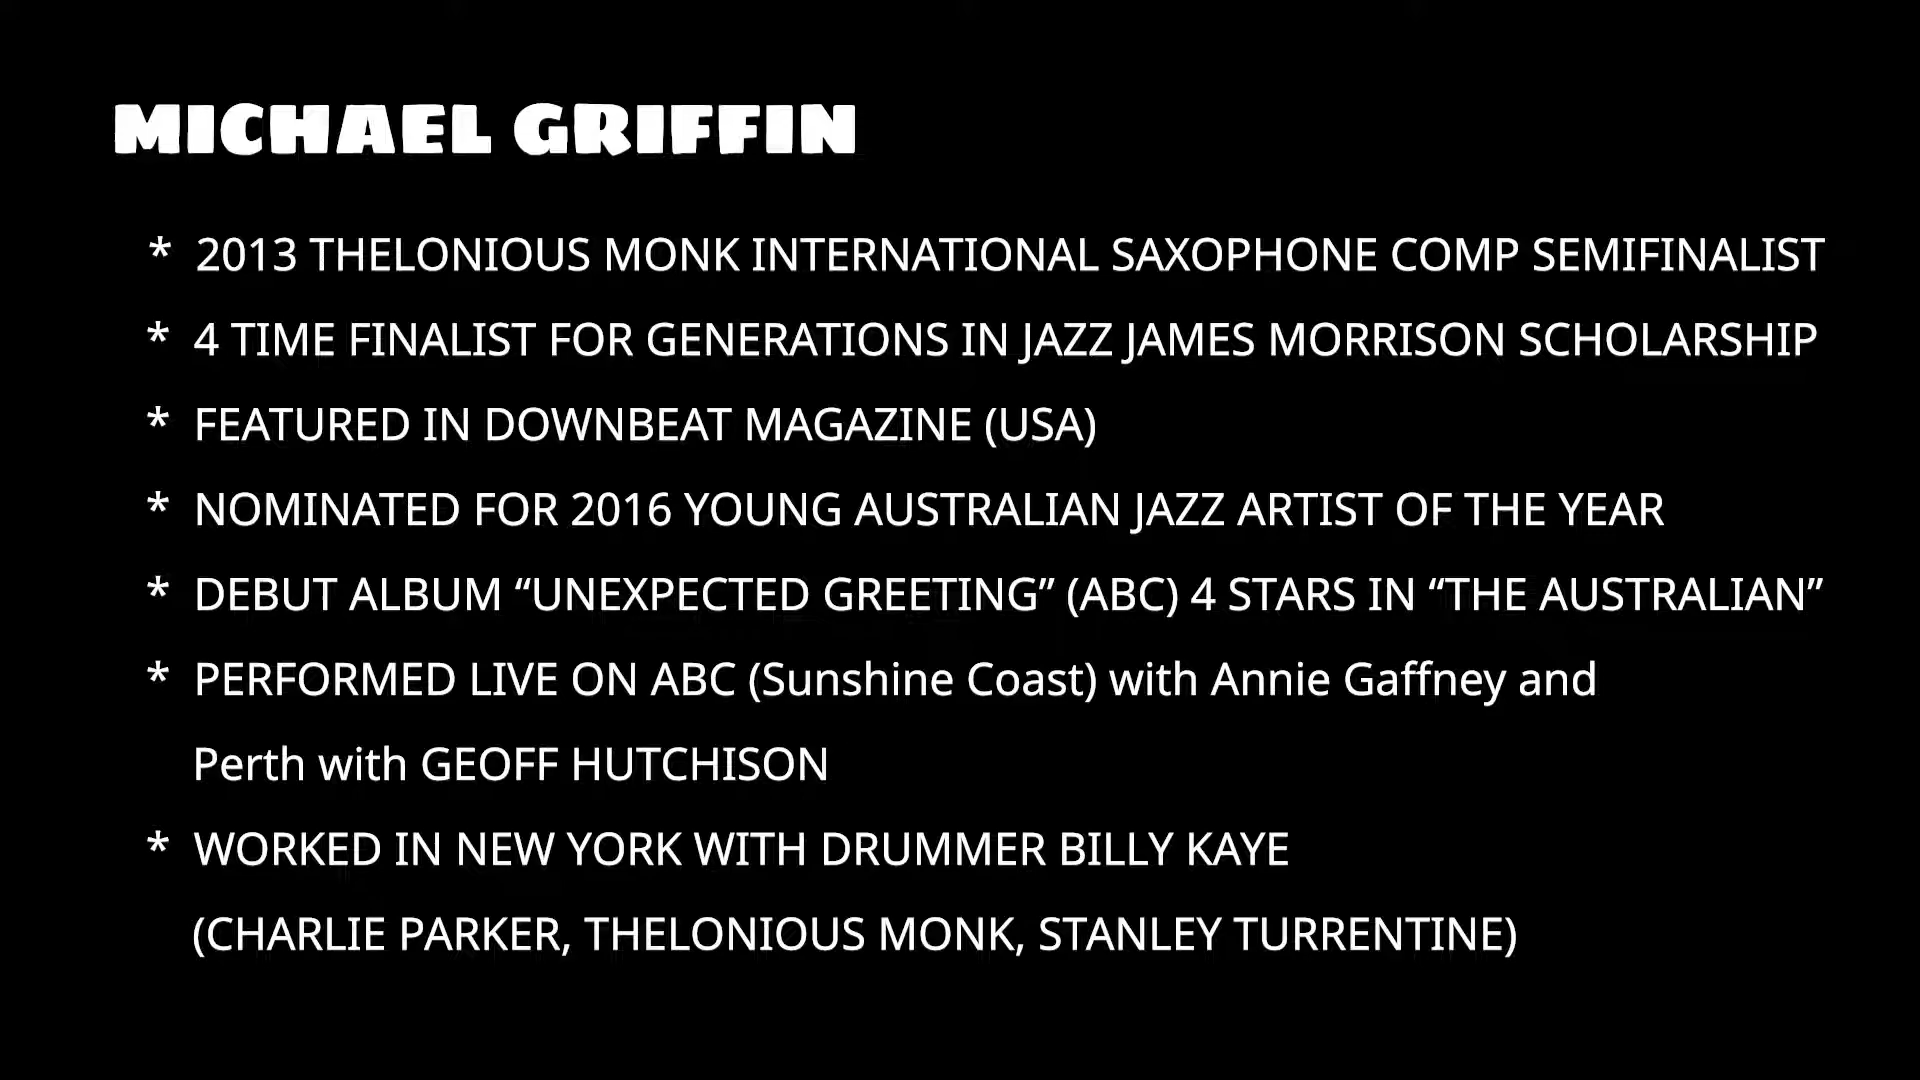 MICHAEL GRIFFIN
* 2013 THELONIOUS MONK INTERNATIONAL SAXOPHONE COMP SEMIFINALIST
* 4 TIME FINALIST FOR GENERATIONS IN JAZZ JAMES MORRISON SCHOLARSHIP
* FEATURED IN DOWNBEAT MAGAZINE (USA)
* NOMINATED FOR 2016 YOUNG AUSTRALIAN JAZZ ARTIST OF THE YEAR
* DEBUT ALBUM “UNEXPECTED GREETING” (ABC) 4 STARS IN “THE AUSTRALIAN”
* PERFORMED LIVE ON ABC (Sunshine Coast) with Annie Gaffney and
Perth with GEOFF HUTCHISON
* WORKED IN NEW YORK WITH DRUMMER BILLY KAYE
(CHARLIE PARKER, THELONIOUS MONK, STANLEY TURRENTINE)